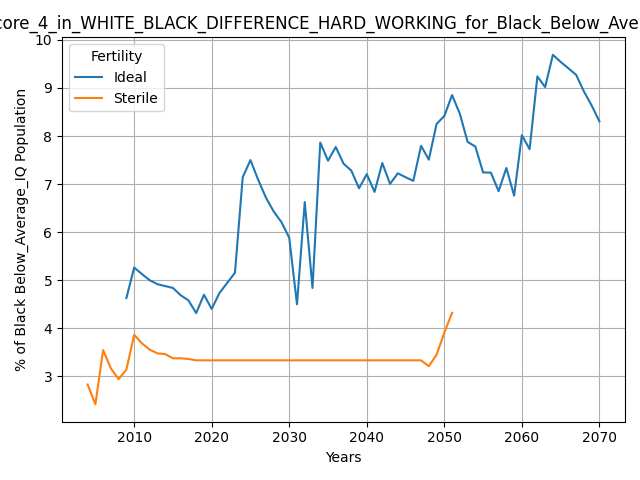 core_4_in_WHITE_BLACK_DIFFERENCE_HARD_WORKING_for_Black_Below_Ave
Fertility
Ideal
Sterile
% of Black Below_Average_IQ Population
10
9
8
7
6
5
4
3
2010 2020 2030 2040 2050 2060 2070
Years